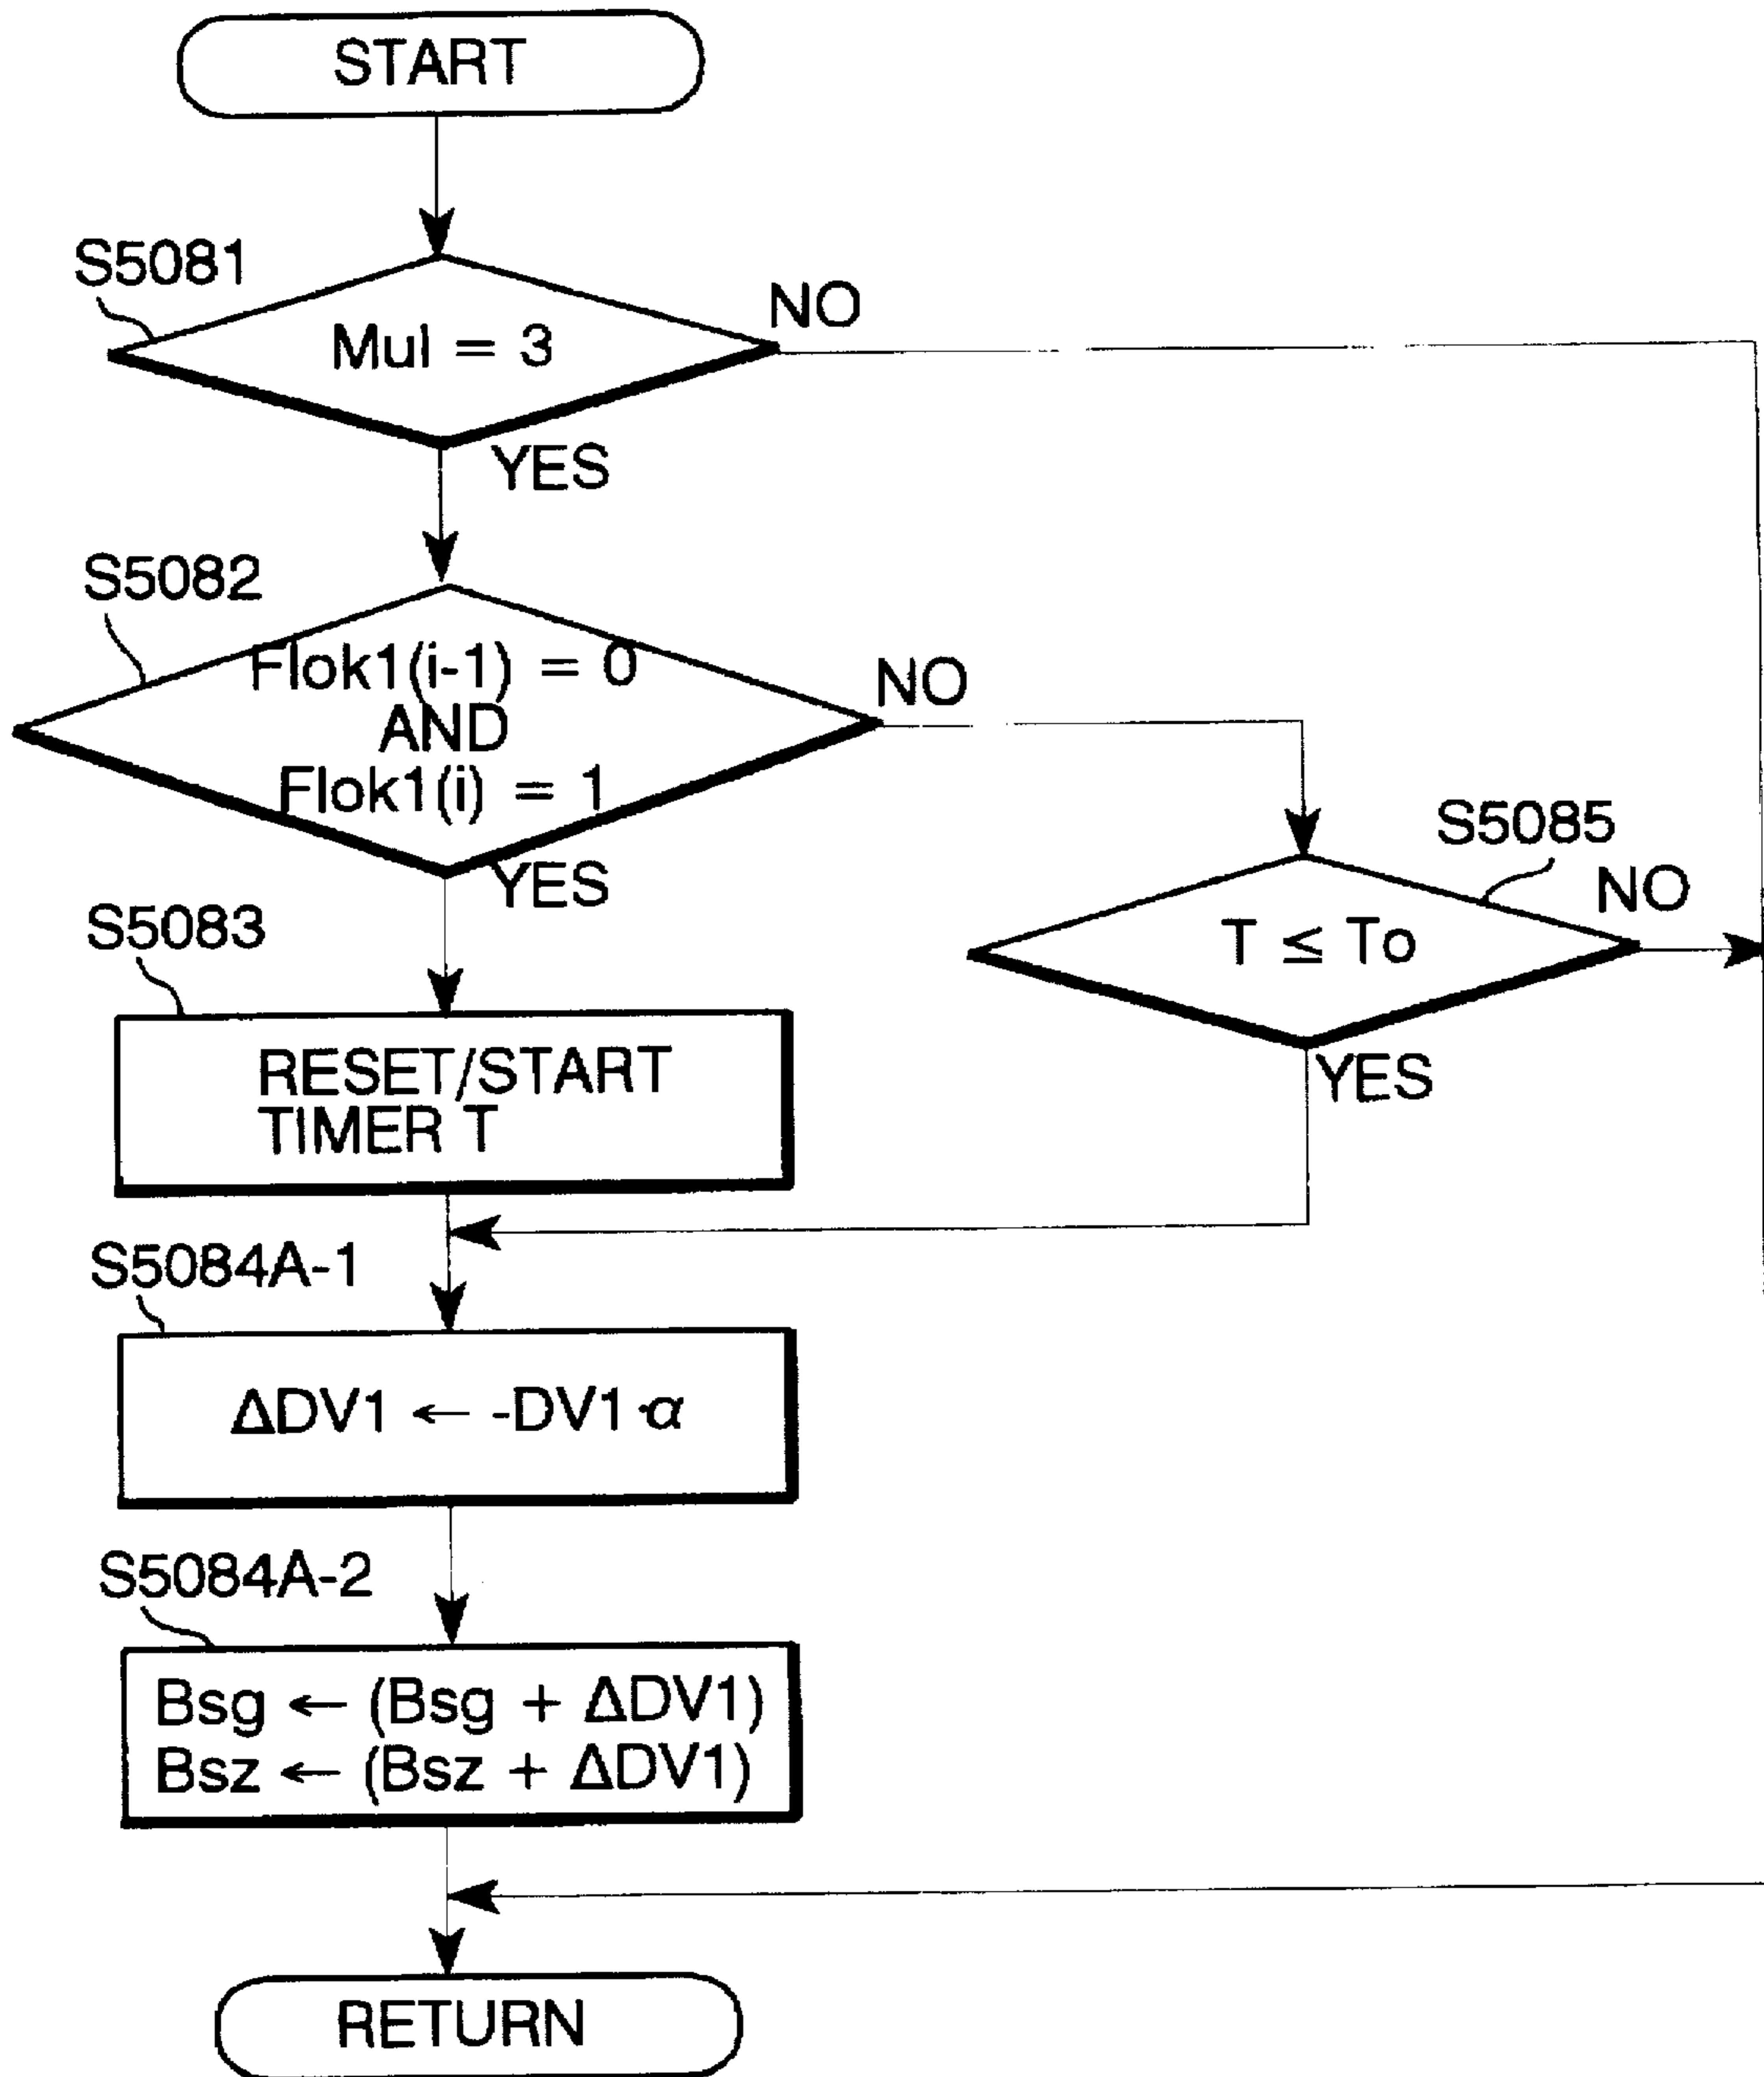 START
S5081
Mul = 3
NO
YES
S5082
Flok1(i-1) = 0
AND
Flok1(i) = 1
NO
YES
S5085
T ≤ To
NO
YES
S5083
RESET/START
TIMER T
S5084A-1
ΔDV1 ← -DV1·α
S5084A-2
Bsg ← (Bsg + ΔDV1)
Bsz ← (Bsz + ΔDV1)
RETURN